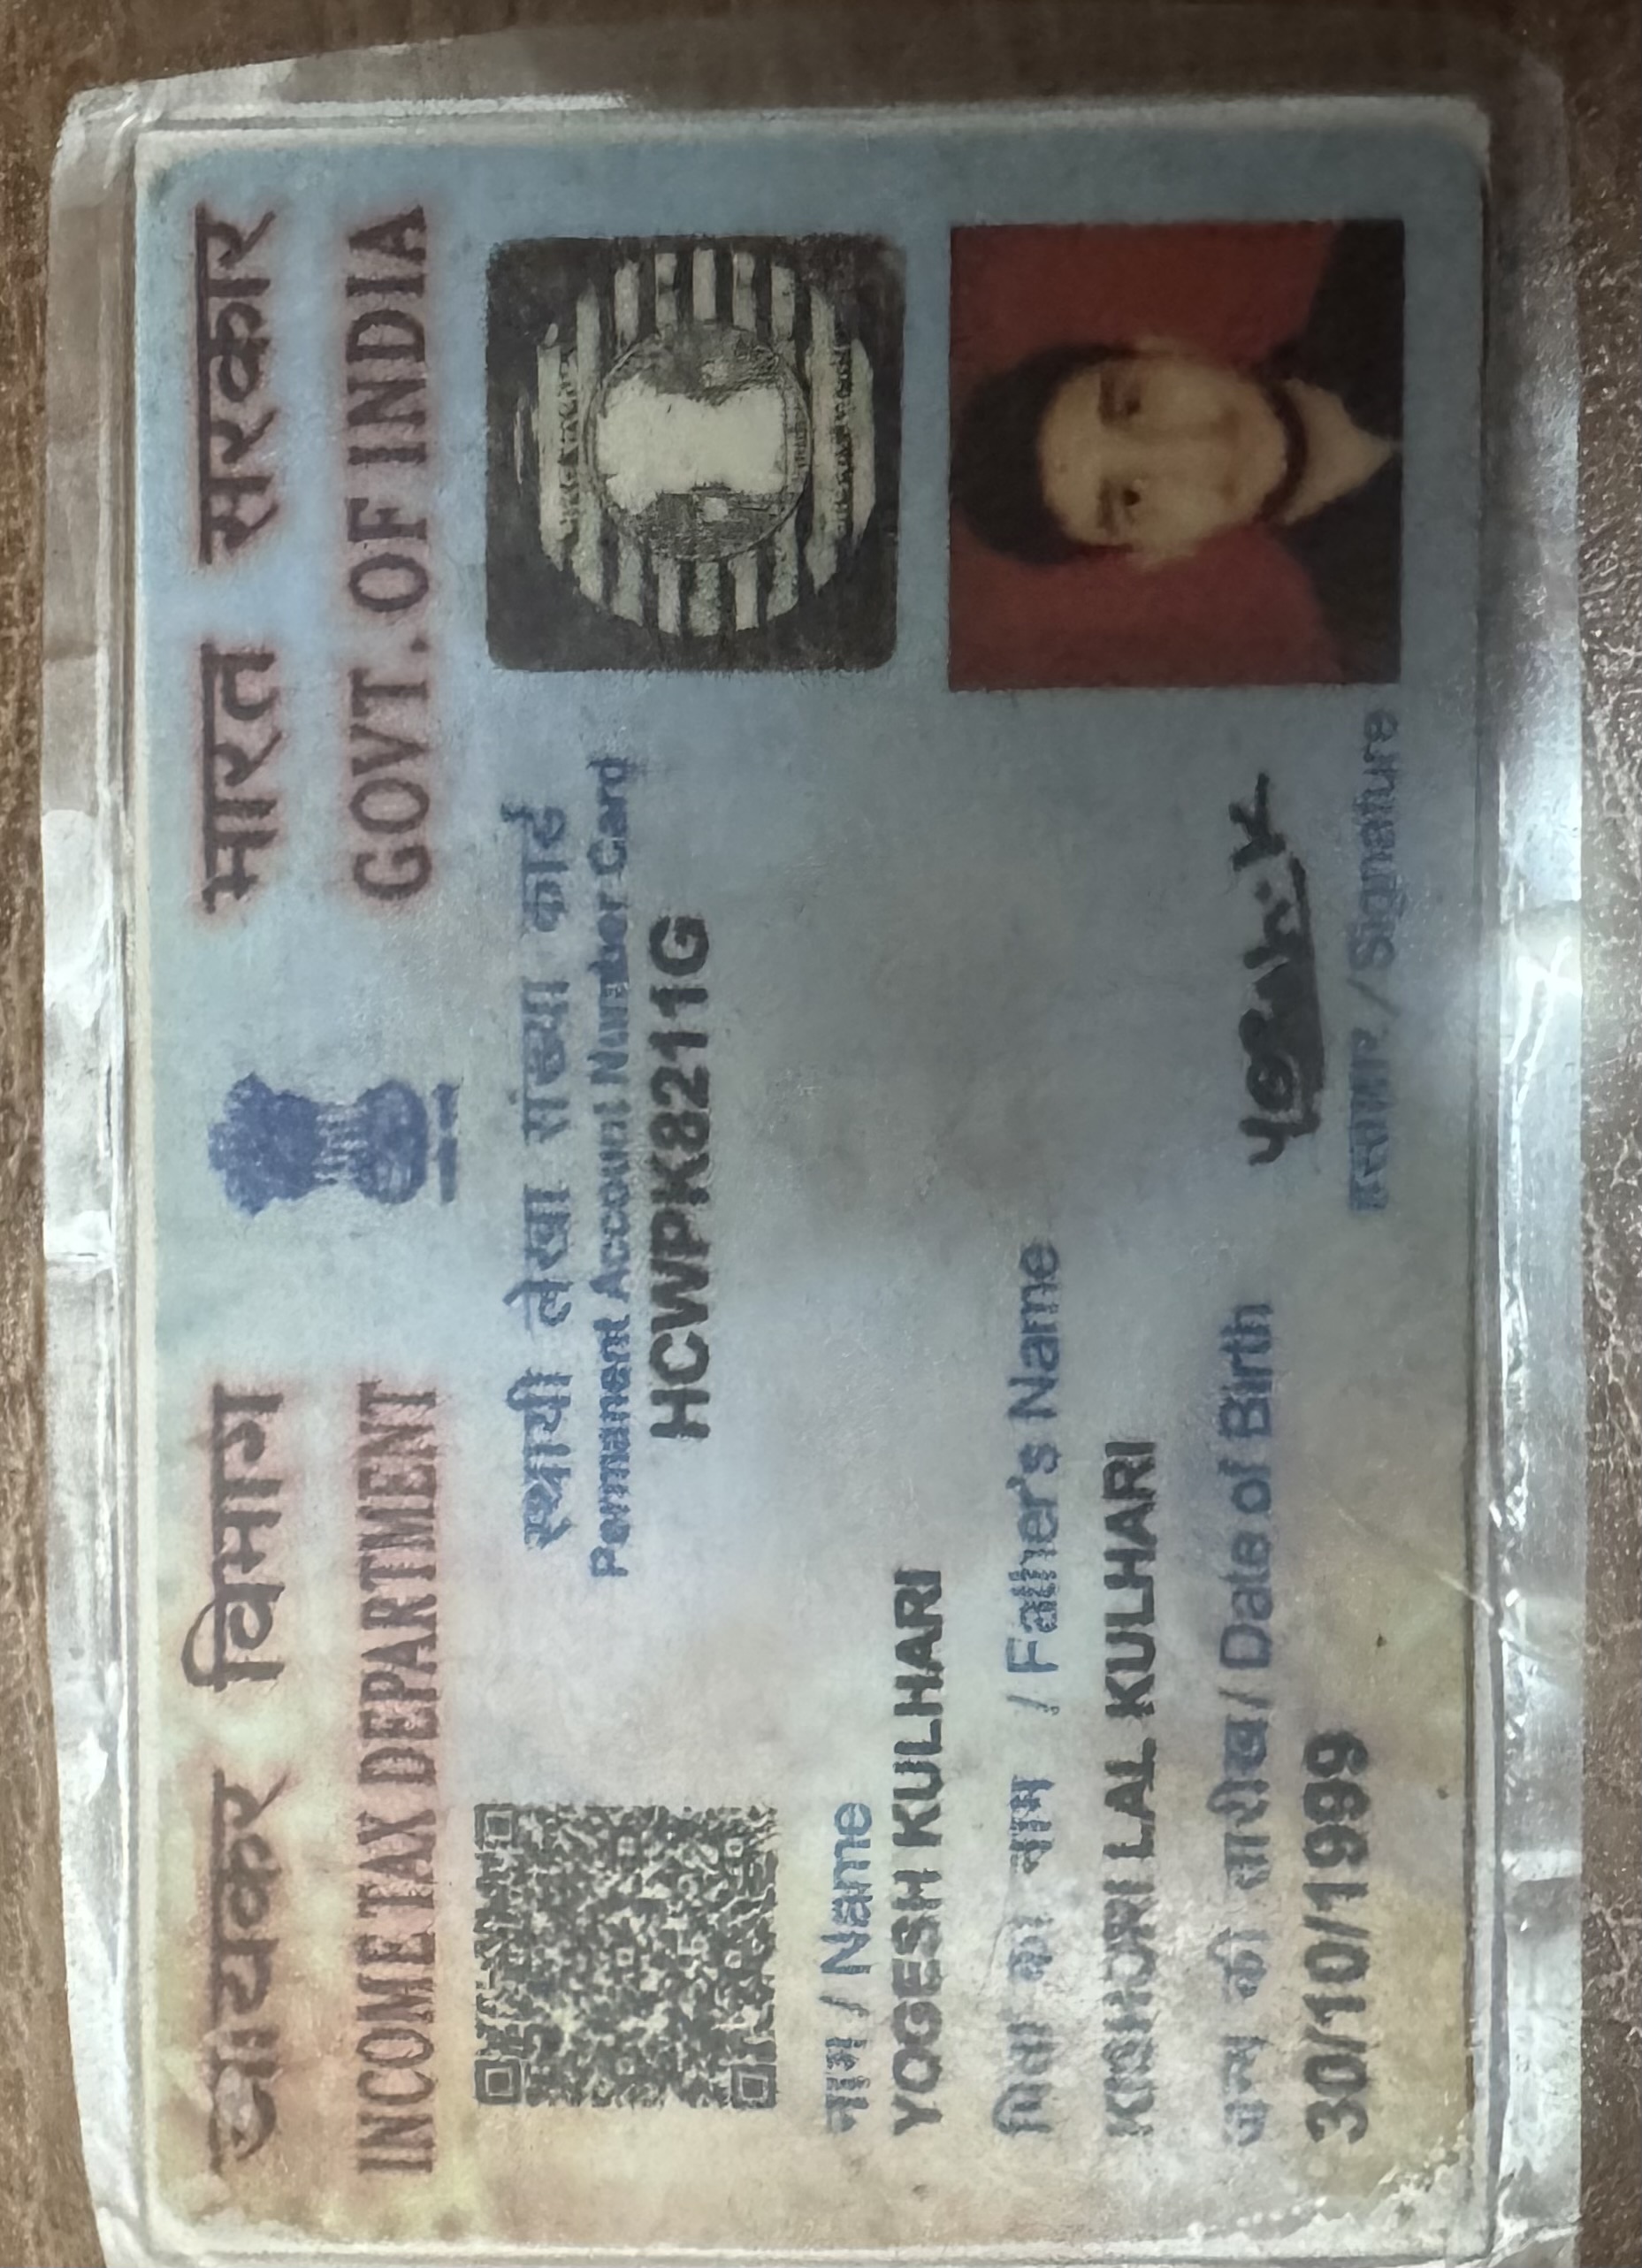 आयकर विभाग
INCOME TAX DEPARTMENT
भारत सरकार
GOVT. OF INDIA
स्थायी लेखा संख्या कार्ड
Permanent Account Number Card
HCWPK8211G
नाम / Name
YOGESH KULHARI
पिता का नाम / Father's Name
KISHORI LAL KULHARI
जन्म की तारीख / Date of Birth
30/10/1999
हस्ताक्षर / Signature